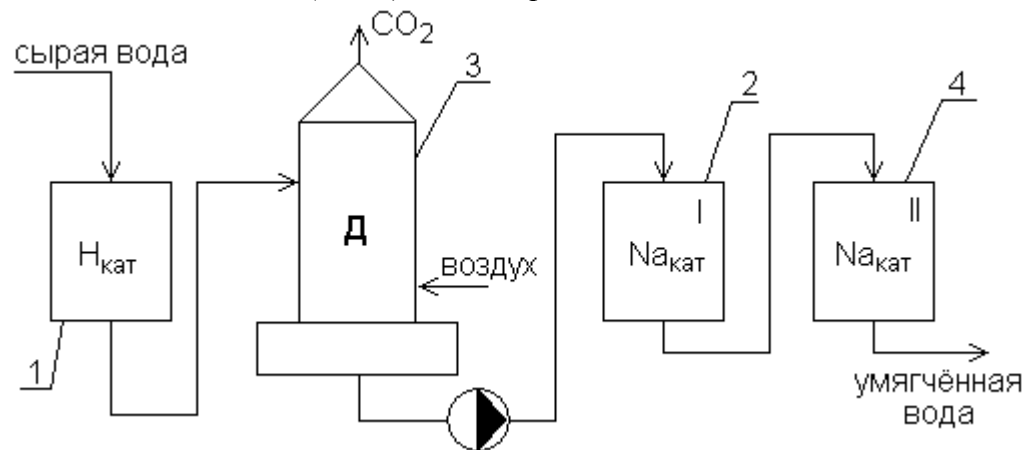 CO2
сырая вода
3
2
4
I
II
Hкат
Д
воздух
Naкат
Naкат
1
умягчённая
вода